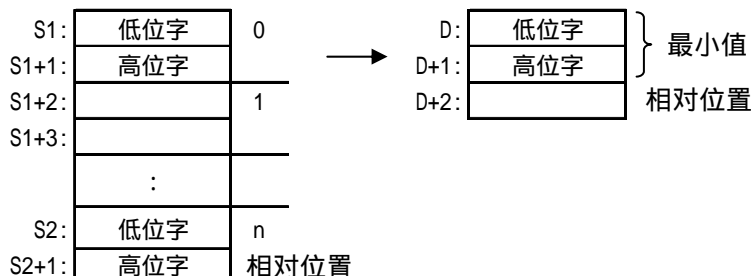 S1: 低位字 0
S1+1: 高位字
S1+2: 1
S1+3:
:
S2: 低位字 n
S2+1: 高位字 相对位置
D: 低位字
D+1: 高位字
最小值
D+2: 相对位置